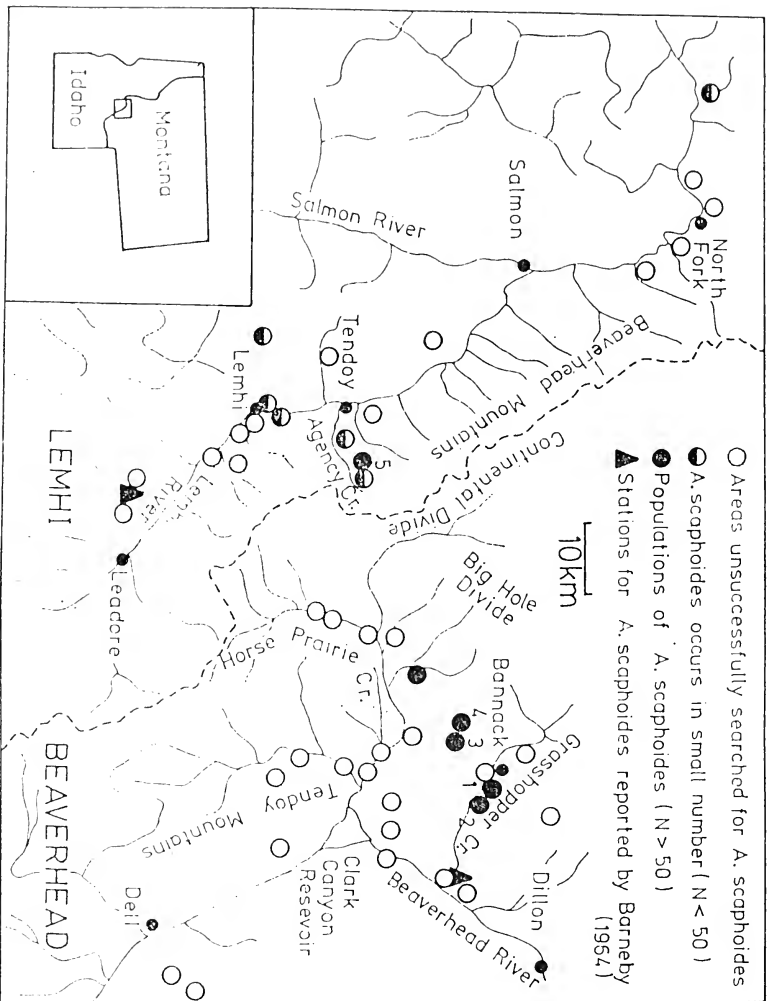 ○ Areas unsuccessfully searched for A. scaphoides
A.scaphoides occurs in small number (N < 50)
Populations of A. scaphoides (N > 50)
Stations for A. scaphoides reported by Barneby
(1964)
10km
North
Fork
Salmon
Salmon River
Beaverhead
Mountains
Continental Divide
Tendoy
Agency Cr.
5
Lemhi
Lemhi
River
Leadore
LEMHI
Big Hole
Divide
Bannack
4
3
1
2
Grasshopper Cr.
Dillon
Horse Prairie Cr.
Beaverhead River
Clark
Canyon
Resevoir
Tendoy
Mountains
Dell
BEAVERHEAD
Montana
Idaho